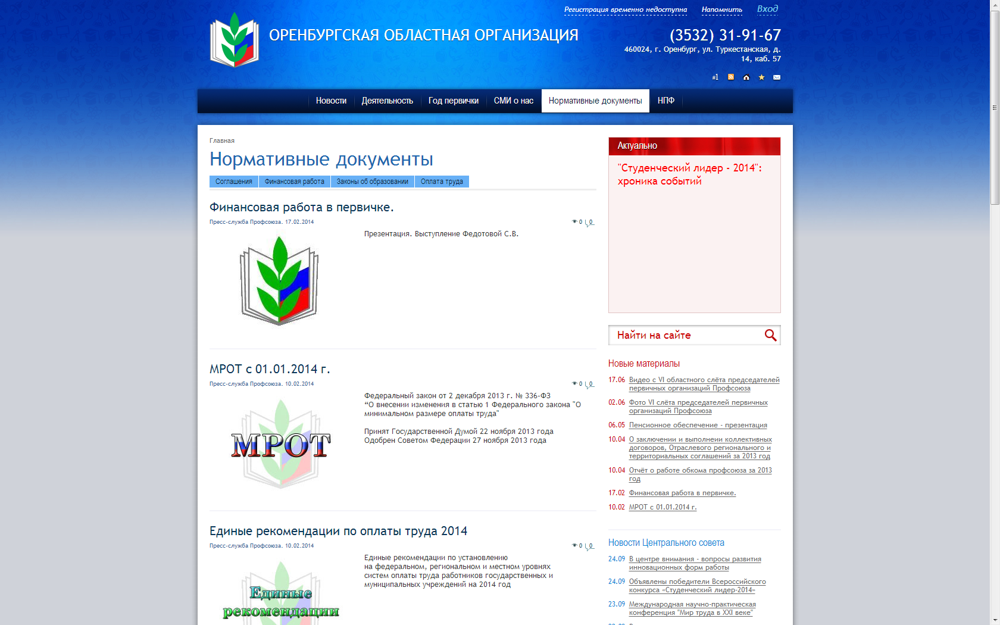 Регистрация временно недоступна
Напомнить
Вход
ОРЕНБУРГСКАЯ ОБЛАСТНАЯ ОРГАНИЗАЦИЯ
(3532) 31-91-67
460024, г. Оренбург, ул. Туркестанская, д.
14, каб. 57
#1
Новости
Деятельность
Год первички
СМИ о нас
Нормативные документы
НПФ
Главная
Нормативные документы
Соглашения
Финансовая работа
Законы об образовании
Оплата труда
Финансовая работа в первичке.
Пресс-служба Профсоюза. 17.02.2014
0 0
Презентация. Выступление Федотовой С.В.
МРОТ с 01.01.2014 г.
Пресс-служба Профсоюза. 10.02.2014
0 0
МРОТ
Федеральный закон от 2 декабря 2013 г. № 336-ФЗ
“О внесении изменения в статью 1 Федерального закона "О
минимальном размере оплаты труда"
Принят Государственной Думой 22 ноября 2013 года
Одобрен Советом Федерации 27 ноября 2013 года
Единые рекомендации по оплаты труда 2014
Пресс-служба Профсоюза. 10.02.2014
0 0
Единые
рекомендации
Единые рекомендации по установлению
на федеральном, региональном и местном уровнях
систем оплаты труда работников государственных и
муниципальных учреждений на 2014 год
Актуально
"Студенческий лидер - 2014":
хроника событий
Найти на сайте
Новые материалы
17.06 Видео с VI областного слёта председателей
первичных организаций Профсоюза
02.06 Фото VI слёта председателей первичных
организаций Профсоюза
06.05 Пенсионное обеспечение - презентация
10.04 О заключении и выполнеии коллективных
договоров, Отраслевого регионального и
территориальных соглашений за 2013 год
10.04 Отчёт о работе обкома профсоюза за 2013
год
17.02 Финансовая работа в первичке.
10.02 МРОТ с 01.01.2014 г.
Новости Центрального совета
24.09 В центре внимания - вопросы развития
инновационных форм работы
24.09 Объявлены победители Всероссийского
конкурса «Студенческий лидер-2014»
23.09 Международная научно-практическая
конференция "Мир труда в XXI веке"